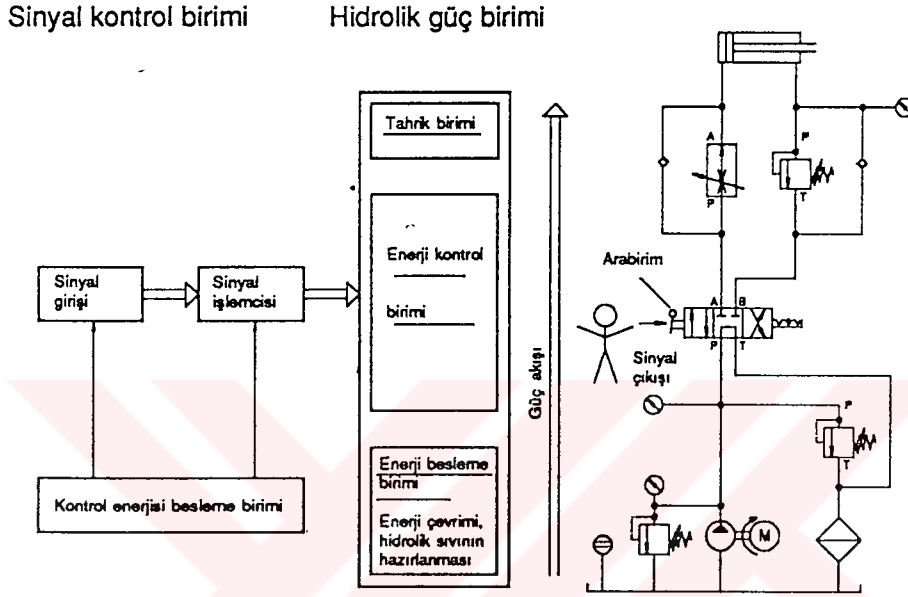 Sinyal kontrol birimi
Hidrolik güç birimi
Tahrik birimi
Enerji kontrol
birimi
Sinyal
girişi
Sinyal
işlemcisi
Kontrol enerjisi besleme birimi
Enerji besleme
birimi
Enerji çevrimi,
hidrolik sıvının
hazırlanması
Güç akışı
A
P
P
T
Arabirim
A B
P T
Sinyal
çıkışı
P
T
M